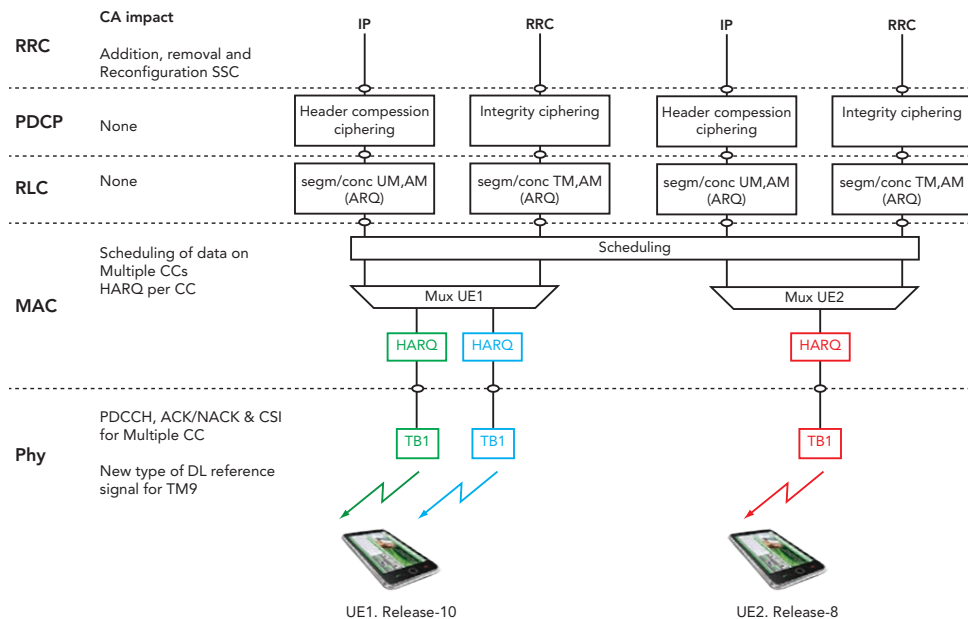 CA impact
IP
RRC
IP
RRC
RRC
Addition, removal and
Reconfiguration SSC
PDCP
None
Header compession
ciphering
Integrity ciphering
Header compession
ciphering
Integrity ciphering
RLC
None
segm/conc UM,AM
(ARQ)
segm/conc TM,AM
(ARQ)
segm/conc UM,AM
(ARQ)
segm/conc TM,AM
(ARQ)
MAC
Scheduling of data on
Multiple CCs
HARQ per CC
Scheduling
Mux UE1
Mux UE2
HARQ
HARQ
HARQ
Phy
PDCCH, ACK/NACK & CSI
for Multiple CC
New type of DL reference
signal for TM9
TB1
TB1
TB1
UE1. Release-10
UE2. Release-8